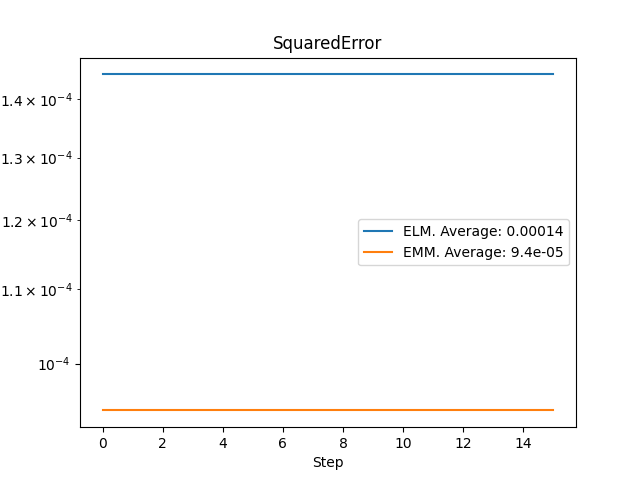 SquaredError
1.4 × 10⁻⁴
1.3 × 10⁻⁴
1.2 × 10⁻⁴
1.1 × 10⁻⁴
10⁻⁴
ELM. Average: 0.00014
EMM. Average: 9.4e-05
0 2 4 6 8 10 12 14
Step